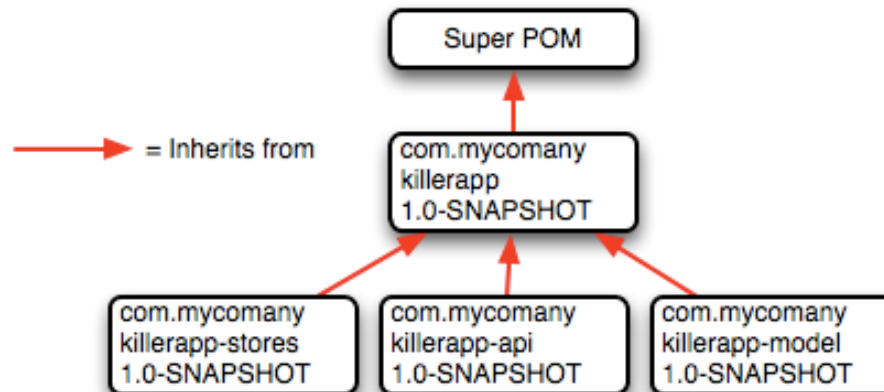 Super POM
= Inherits from
com.mycomany
killerapp
1.0-SNAPSHOT
com.mycomany
killerapp-stores
1.0-SNAPSHOT
com.mycomany
killerapp-api
1.0-SNAPSHOT
com.mycomany
killerapp-model
1.0-SNAPSHOT